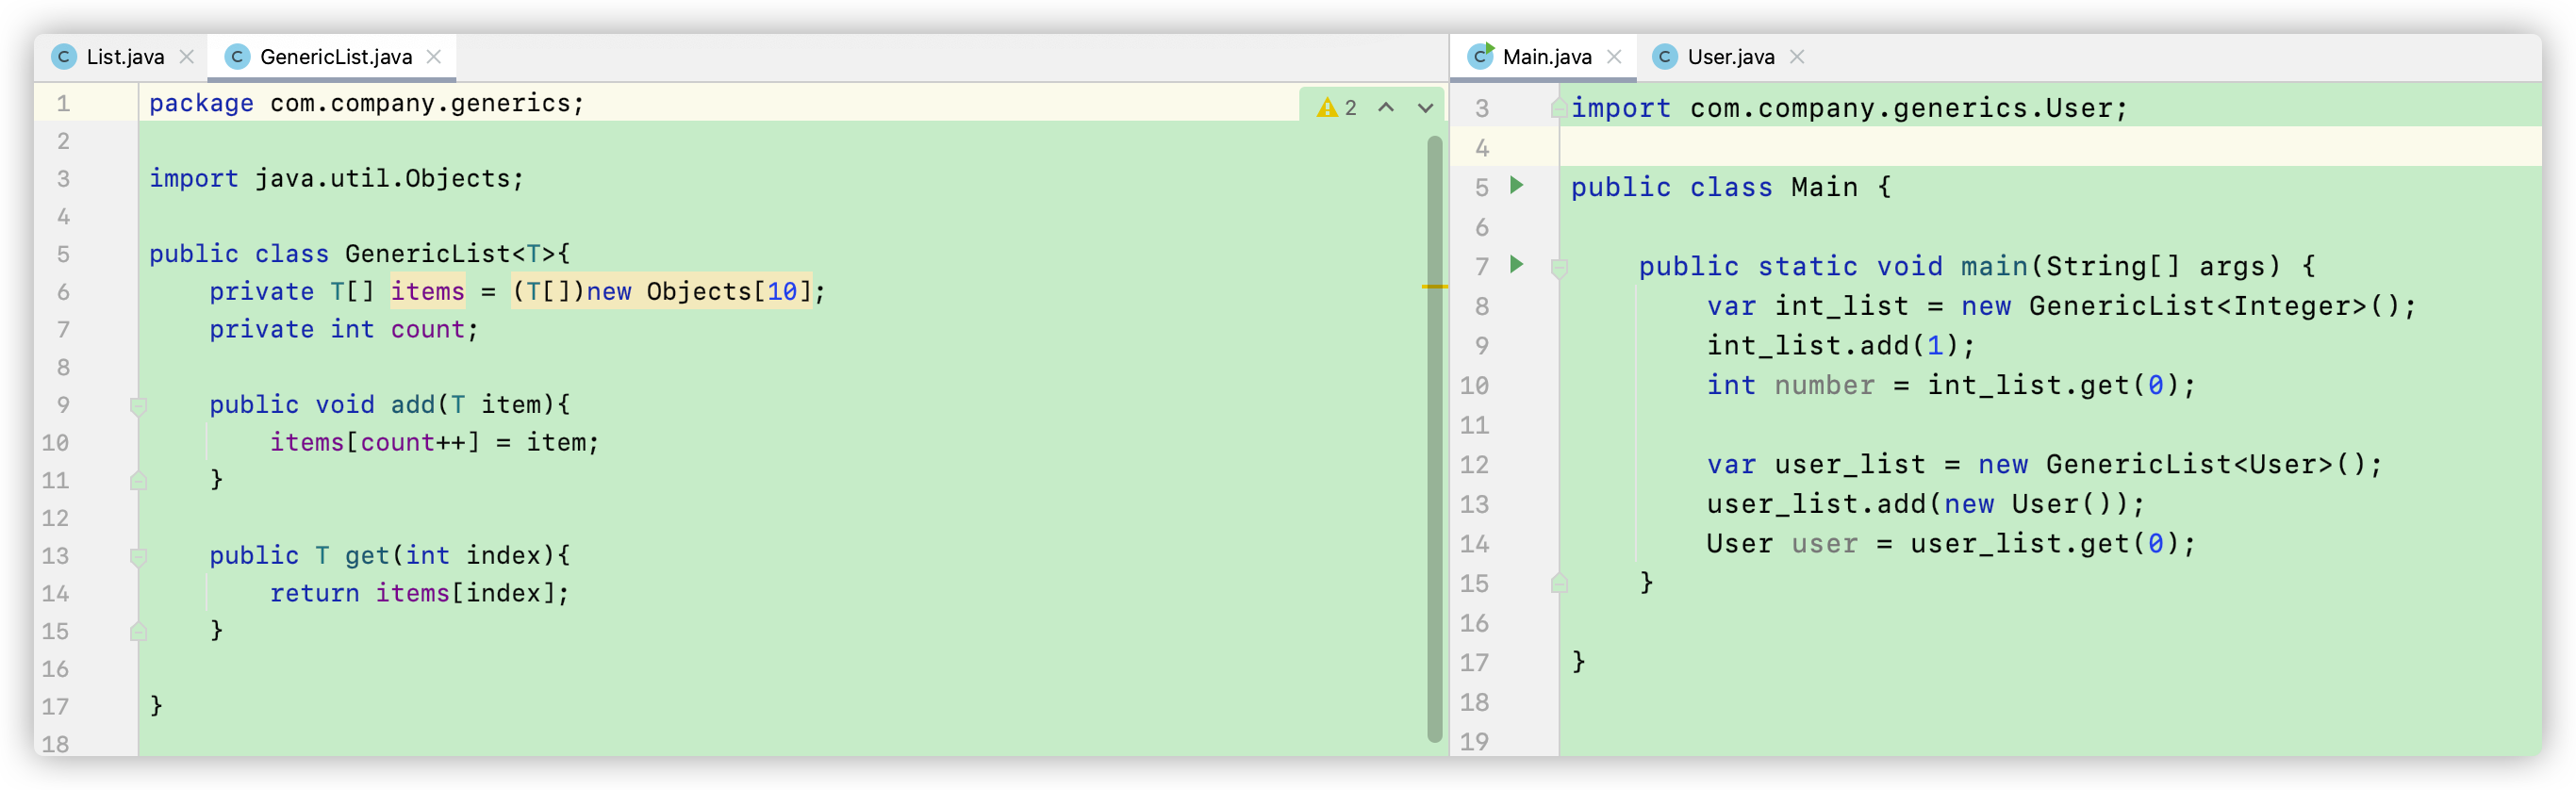 List.java
GenericList.java
1 package com.company.generics;
2
2
3 import java.util.Objects;
4
5 public class GenericList<T>{
6 private T[] items = (T[])new Objects[10];
7 private int count;
8
9 public void add(T item){
10 items[count++] = item;
11 }
12
13 public T get(int index){
14 return items[index];
15 }
16
17 }
18
Main.java
User.java
3 import com.company.generics.User;
4
5 public class Main {
6
7 public static void main(String[] args) {
8 var int_list = new GenericList<Integer>();
9 int_list.add(1);
10 int number = int_list.get(0);
11
12 var user_list = new GenericList<User>();
13 user_list.add(new User());
14 User user = user_list.get(0);
15 }
16
17 }
18
19